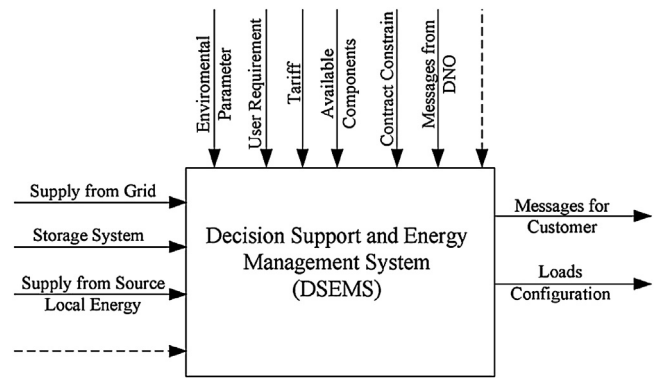 Enviromental
Parameter
User Requirement
Tariff
Available
Components
Contract Constrain
Messages from
DNO
Supply from Grid
Storage System
Supply from Source
Local Energy
Decision Support and Energy
Management System
(DSEMS)
Messages for
Customer
Loads
Configuration